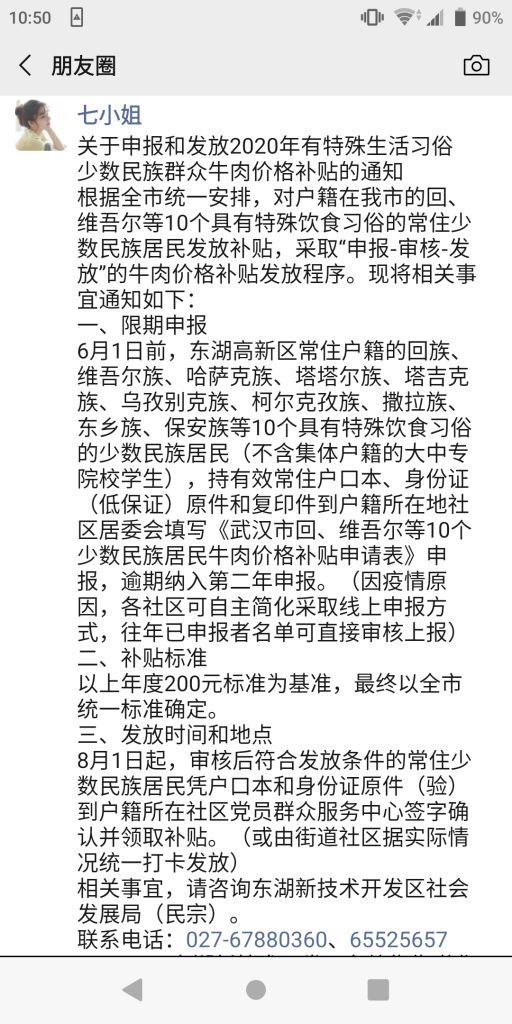 10:50
90%
朋友圈
七小姐
关于申报和发放2020年有特殊生活习俗
少数民族群众牛肉价格补贴的通知
根据全市统一安排，对户籍在我市的回、
维吾尔等10个具有特殊饮食习俗的常住少
数民族居民发放补贴，采取“申报-审核-发
放”的牛肉价格补贴发放程序。现将相关事
宜通知如下：
一、限期申报
6月1日前，东湖高新区常住户籍的回族、
维吾尔族、哈萨克族、塔塔尔族、塔吉克
族、乌孜别克族、柯尔克孜族、撒拉族、
东乡族、保安族等10个具有特殊饮食习俗
的少数民族居民（不含集体户籍的大中专
院校学生），持有效常住户口本、身份证
（低保证）原件和复印件到户籍所在地社
区居委会填写《武汉市回、维吾尔等10个
少数民族居民牛肉价格补贴申请表》申
报，逾期纳入第二年申报。（因疫情原
因，各社区可自主简化采取线上申报方
式，往年已申报者名单可直接审核上报）
二、补贴标准
以上年度200元标准为基准，最终以全市
统一标准确定。
三、发放时间和地点
8月1日起，审核后符合发放条件的常住少
数民族居民凭户口本和身份证原件（验）
到户籍所在社区党员群众服务中心签字确
认并领取补贴。（或由街道社区据实际情
况统一打卡发放）
相关事宜，请咨询东湖新技术开发区社会
发展局（民宗）。
联系电话：027-67880360、65525657